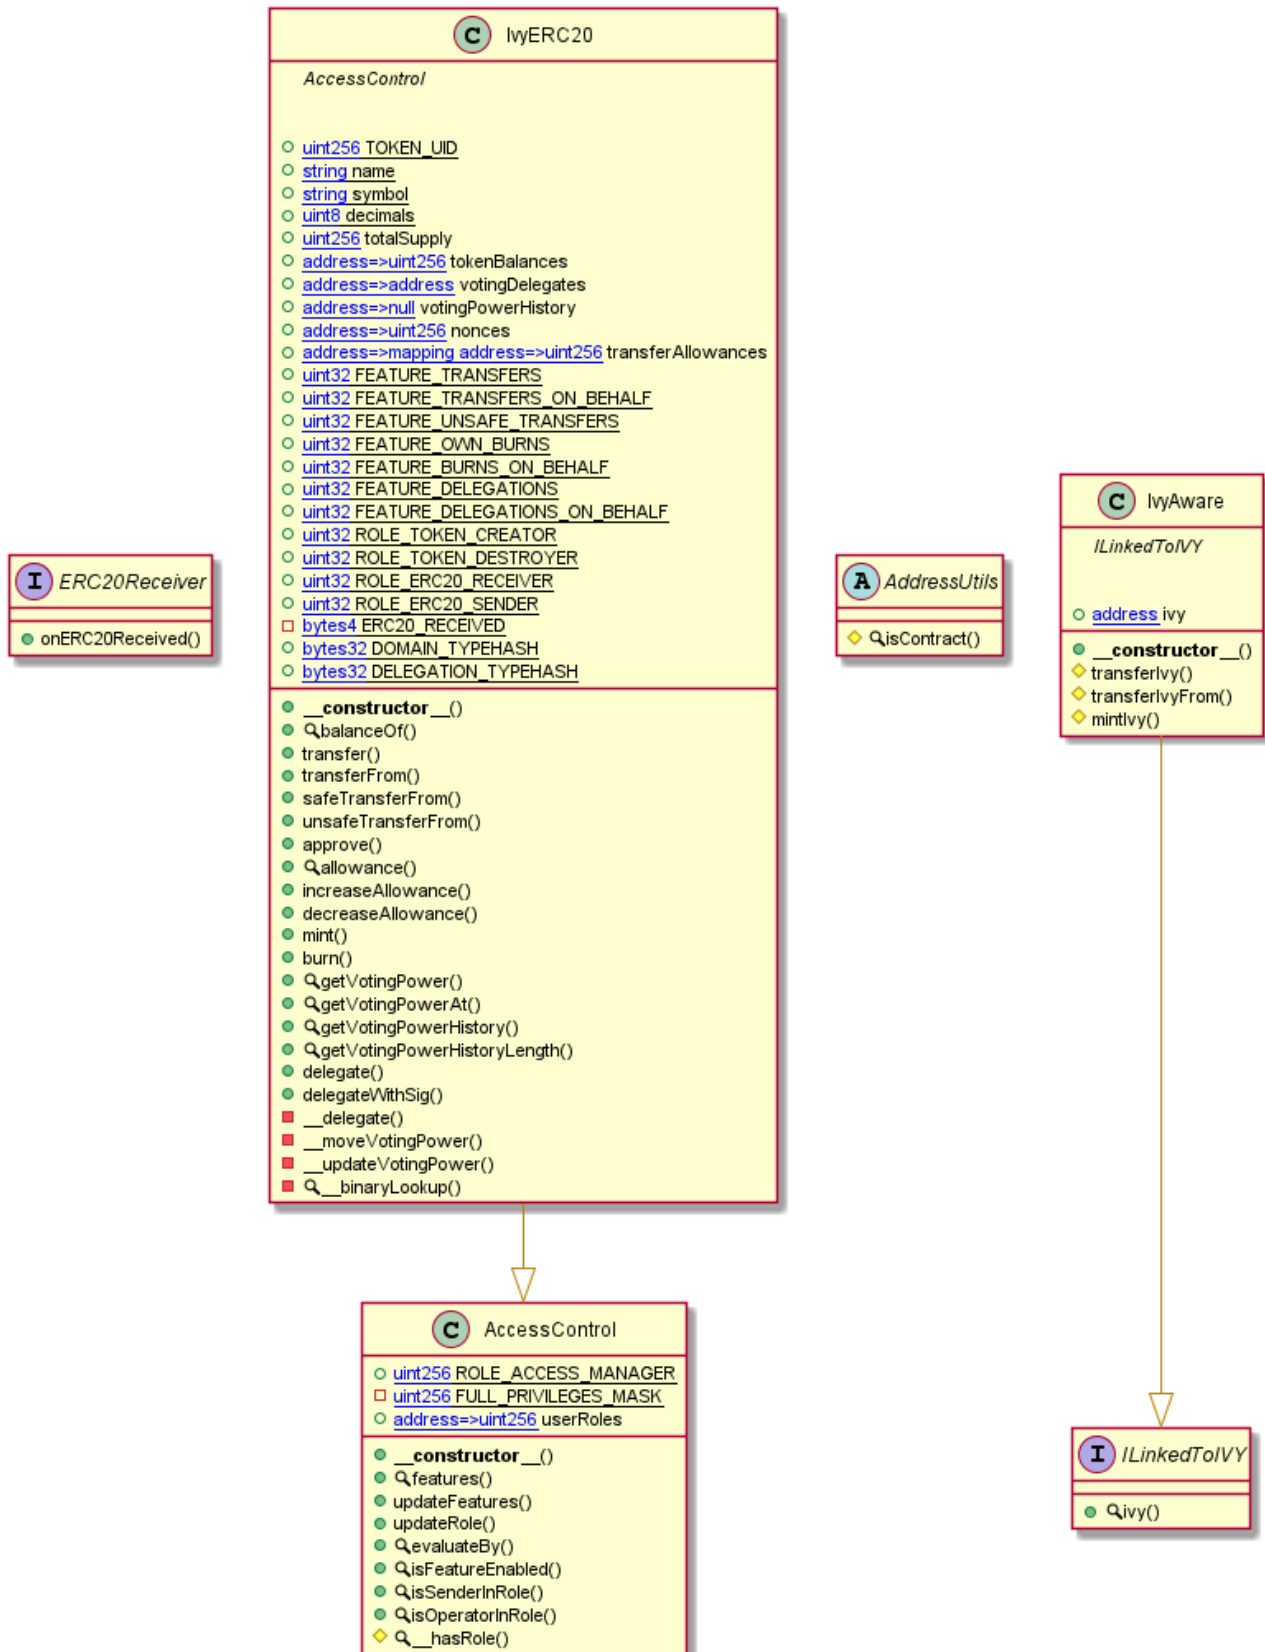 C IvyERC20
AccessControl
uint256 TOKEN_UID
string name
string symbol
uint8 decimals
uint256 totalSupply
address=>uint256 tokenBalances
address=>address votingDelegates
address=>null votingPowerHistory
address=>uint256 nonces
address=>mapping address=>uint256 transferAllowances
uint32 FEATURE_TRANSFERS
uint32 FEATURE_TRANSFERS_ON_BEHALF
uint32 FEATURE_UNSAFE_TRANSFERS
uint32 FEATURE_OWN_BURNS
uint32 FEATURE_BURNS_ON_BEHALF
uint32 FEATURE_DELEGATIONS
uint32 FEATURE_DELEGATIONS_ON_BEHALF
uint32 ROLE_TOKEN_CREATOR
uint32 ROLE_TOKEN_DESTROYER
uint32 ROLE_ERC20_RECEIVER
uint32 ROLE_ERC20_SENDER
bytes4 ERC20_RECEIVED
bytes32 DOMAIN_TYPEHASH
bytes32 DELEGATION_TYPEHASH
__constructor__()
balanceOf()
transfer()
transferFrom()
safeTransferFrom()
unsafeTransferFrom()
approve()
allowance()
increaseAllowance()
decreaseAllowance()
mint()
burn()
getVotingPower()
getVotingPowerAt()
getVotingPowerHistory()
getVotingPowerHistoryLength()
delegate()
delegateWithSig()
__delegate()
__moveVotingPower()
__updateVotingPower()
__binaryLookup()
I ERC20Receiver
onERC20Received()
A AddressUtils
isContract()
C IvyAware
ILinkedToIVY
address ivy
__constructor__()
transferIvy()
transferIvyFrom()
mintIvy()
C AccessControl
uint256 ROLE_ACCESS_MANAGER
uint256 FULL_PRIVILEGES_MASK
address=>uint256 userRoles
__constructor__()
features()
updateFeatures()
updateRole()
evaluateBy()
isFeatureEnabled()
isSenderInRole()
isOperatorInRole()
__hasRole()
I ILinkedToIVY
ivy()